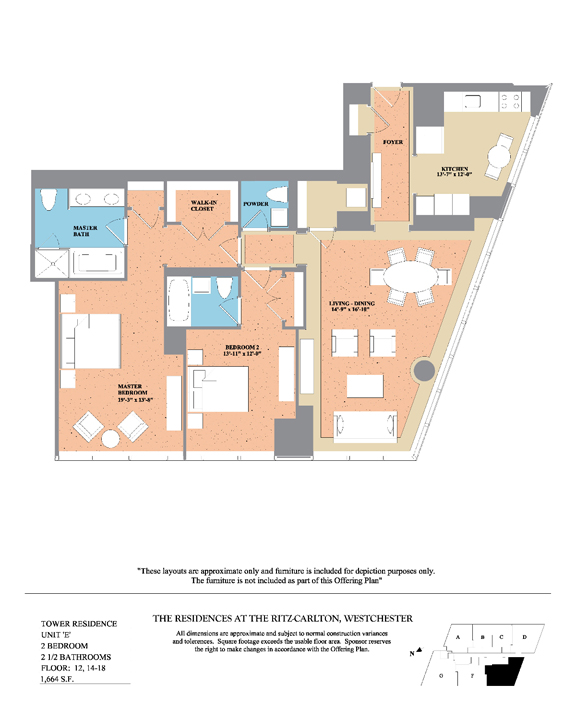 FOYER
KITCHEN
13'-7" x 12'-0"
WALK-IN
CLOSET
POWDER
MASTER
BATH
LIVING - DINING
14'-9" x 16'-10"
BEDROOM 2
13'-11" x 12'-0"
MASTER
BEDROOM
19'-3" x 13'-8"
"These layouts are approximate only and furniture is included for depiction purposes only.
The furniture is not included as part of this Offering Plan"
TOWER RESIDENCE
UNIT 'E'
2 BEDROOM
2 1/2 BATHROOMS
FLOOR: 12, 14-18
1,664 S.F.
THE RESIDENCES AT THE RITZ-CARLTON, WESTCHESTER
All dimensions are approximate and subject to normal construction variances
and tolerences. Square footage exceeds the usable floor area. Sponsor reserves
the right to make changes in accordance with the Offering Plan.
N
A B C D
G F